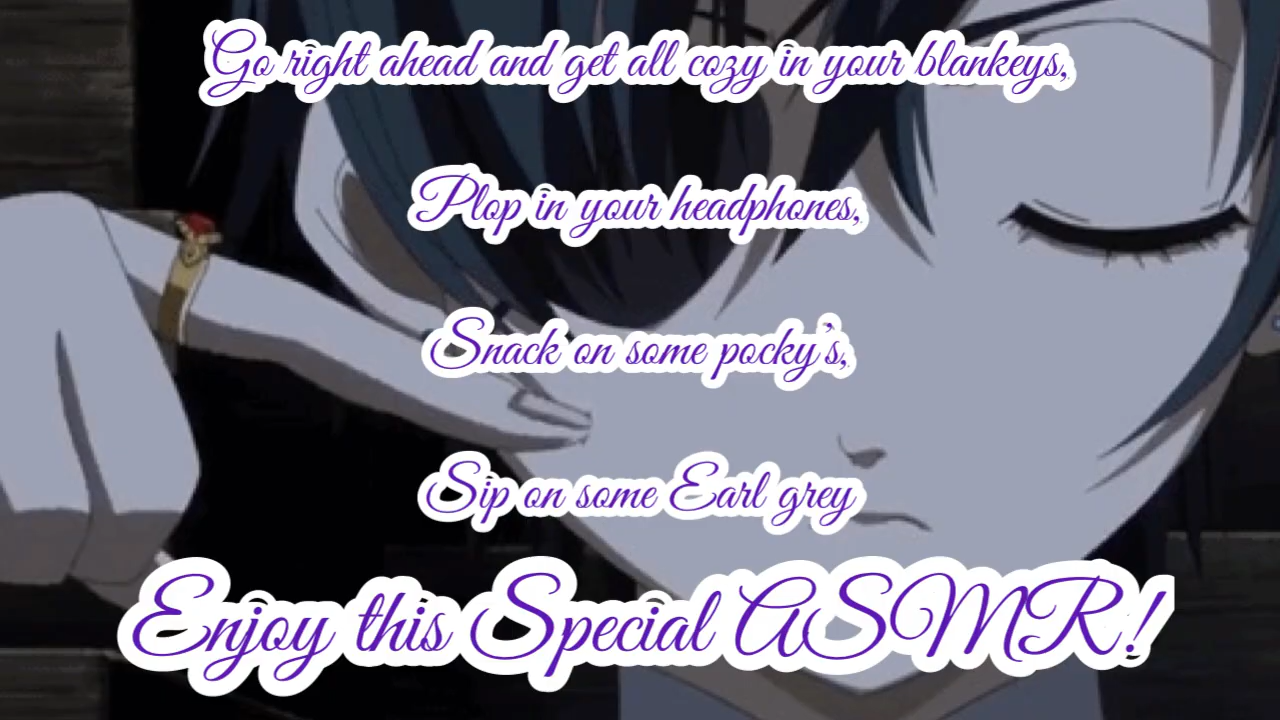 Go right ahead and get all cozy in your blankeys,
Plop in your headphones,
Snack on some pocky's,
Sip on some Earl grey
Enjoy this Special ASMR!